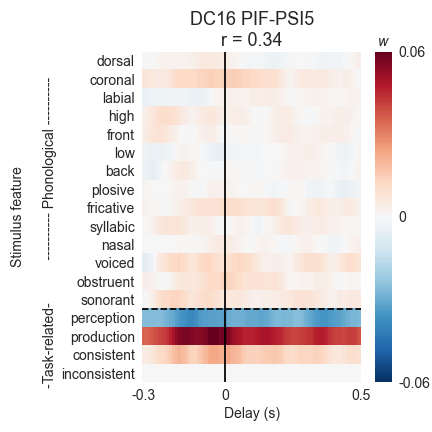 DC16 PIF-PSI5
r = 0.34
w
dorsal
coronal
labial
high
front
low
back
plosive
fricative
syllabic
nasal
voiced
obstruent
sonorant
perception
production
consistent
inconsistent
Stimulus feature
---------- Phonological ----------
-Task-related-
0.06
0
-0.06
-0.3
0
0.5
Delay (s)